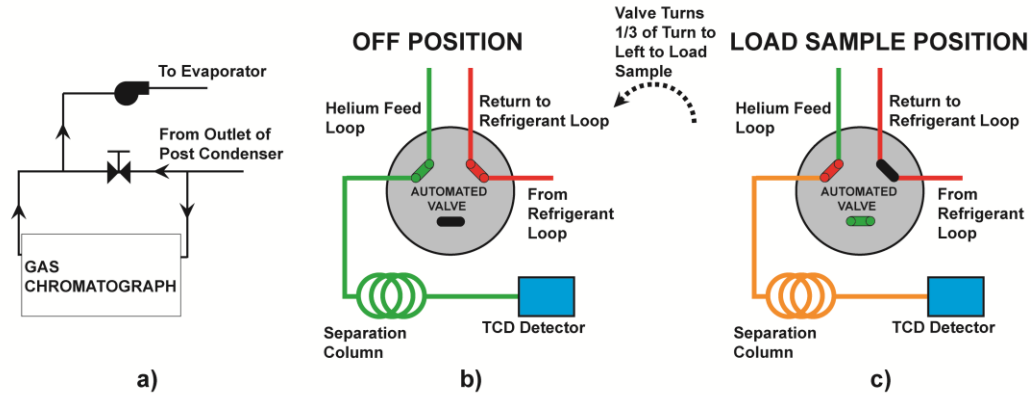 To Evaporator
From Outlet of
Post Condenser
GAS
CHROMATOGRAPH
a)
OFF POSITION
Helium Feed
Loop
Return to
Refrigerant Loop
AUTOMATED
VALVE
From
Refrigerant
Loop
Separation
Column
TCD Detector
b)
Valve Turns
1/3 of Turn to
Left to Load
Sample
LOAD SAMPLE POSITION
Helium Feed
Loop
Return to
Refrigerant Loop
AUTOMATED
VALVE
From
Refrigerant
Loop
Separation
Column
TCD Detector
c)